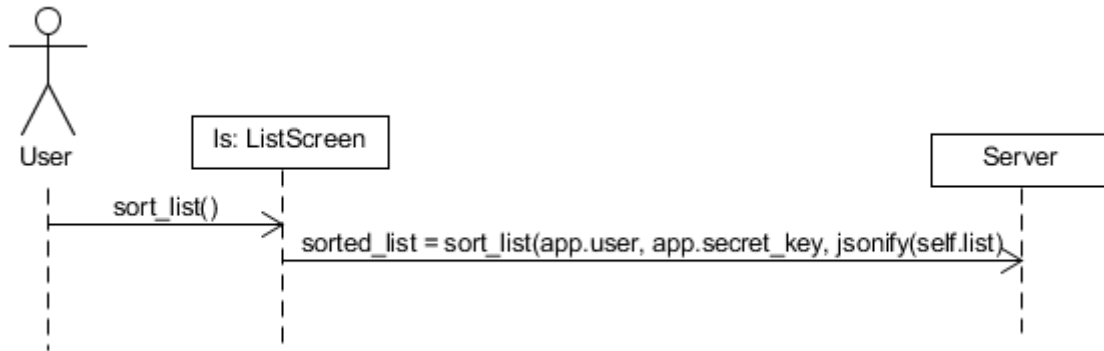 ls: ListScreen
User
Server
sort_list()
sorted_list = sort_list(app.user, app.secret_key, jsonify(self.list)